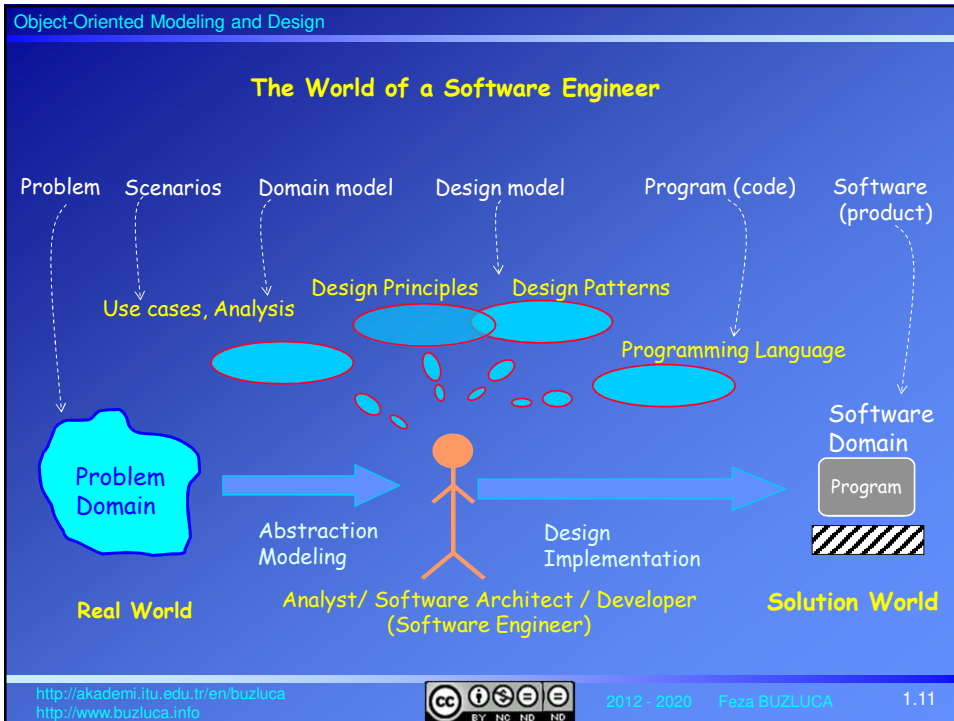 Object-Oriented Modeling and Design
The World of a Software Engineer
Problem Scenarios Domain model Design model Program (code) Software
(product)
Design Principles Design Patterns
Use cases, Analysis
Programming Language
Software
Domain
Problem
Domain
Program
Abstraction
Modeling
Design
Implementation
Real World
Analyst/ Software Architect / Developer
(Software Engineer)
Solution World
http://akademi.itu.edu.tr/en/buzluca
http://www.buzluca.info
cc
BY NC ND ND
2012 - 2020 Feza BUZLUCA 1.11